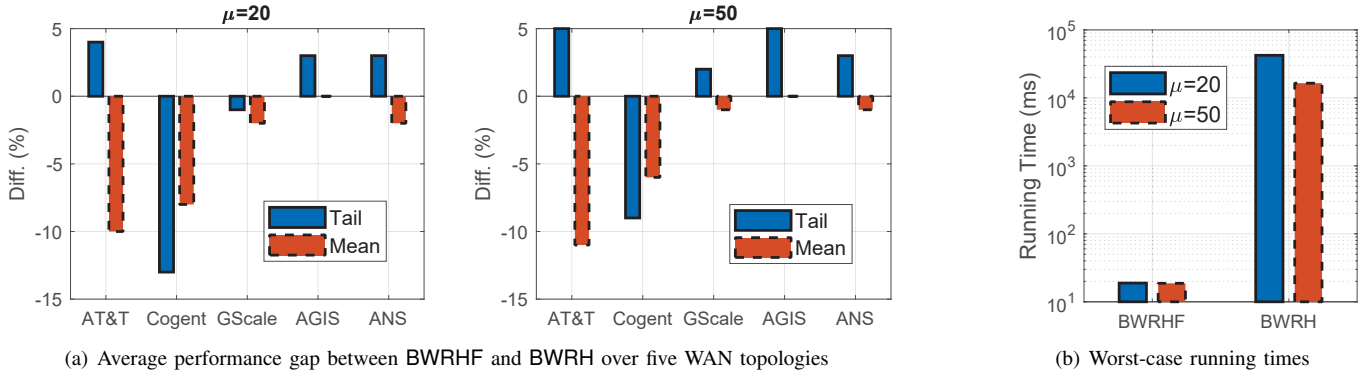 μ=20
5
0
-5
-10
-15
Diff. (%)
AT&T Cogent GScale AGIS ANS
Tail
Mean
μ=50
5
0
-5
-10
-15
Diff. (%)
AT&T Cogent GScale AGIS ANS
Tail
Mean
(a) Average performance gap between BWRHF and BWRH over five WAN topologies
10^5
10^4
10^3
10^2
10^1
Running Time (ms)
μ=20
μ=50
BWRHF BWRH
(b) Worst-case running times